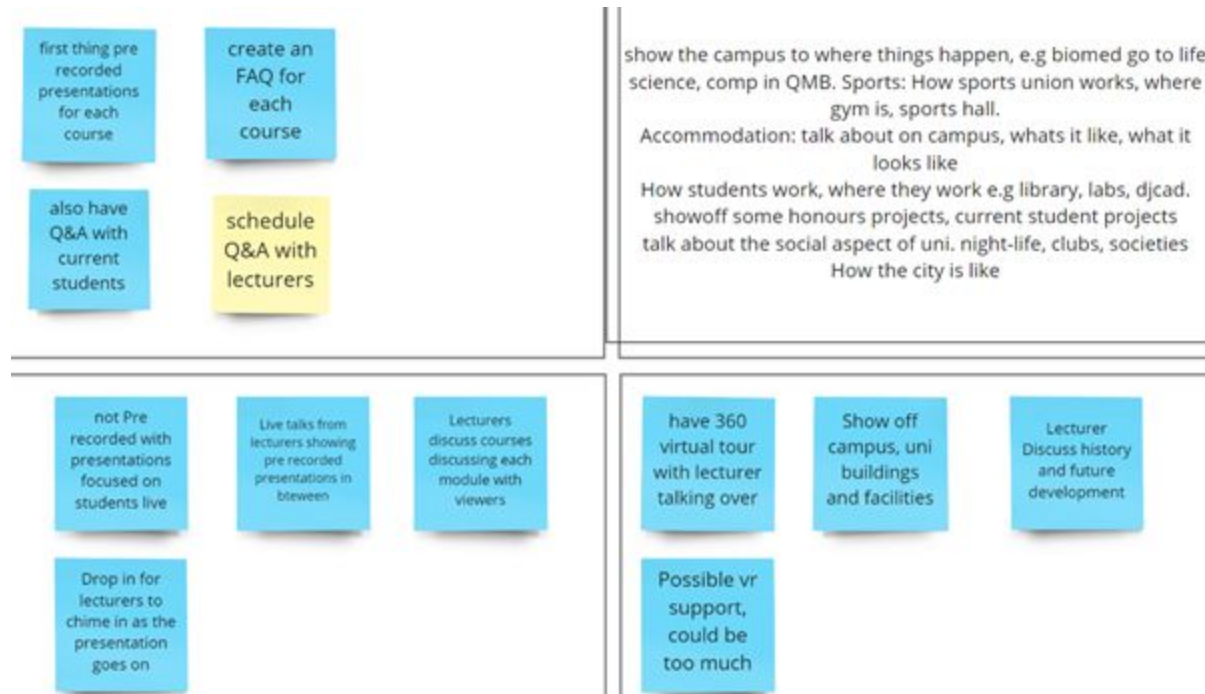 first thing pre
recorded
presentations
for each
course
create an
FAQ for
each
course
also have
Q&A with
current
students
schedule
Q&A with
lecturers
show the campus to where things happen, e.g biomed go to life
science, comp in QMB. Sports: How sports union works, where
gym is, sports hall.
Accommodation: talk about on campus, whats it like, what it
looks like
How students work, where they work e.g library, labs, djcad.
showoff some honours projects, current student projects
talk about the social aspect of uni. night-life, clubs, societies
How the city is like
not Pre
recorded with
presentations
focused on
students live
Live talks from
lecturers showing
pre recorded
presentations in
bteween
Lecturers
discuss courses
discussing each
module with
viewers
Drop in for
lecturers to
chime in as the
presentation
goes on
have 360
virtual tour
with lecturer
talking over
Show off
campus, uni
buildings
and facilities
Lecturer
Discuss history
and future
development
Possible vr
support,
could be
too much